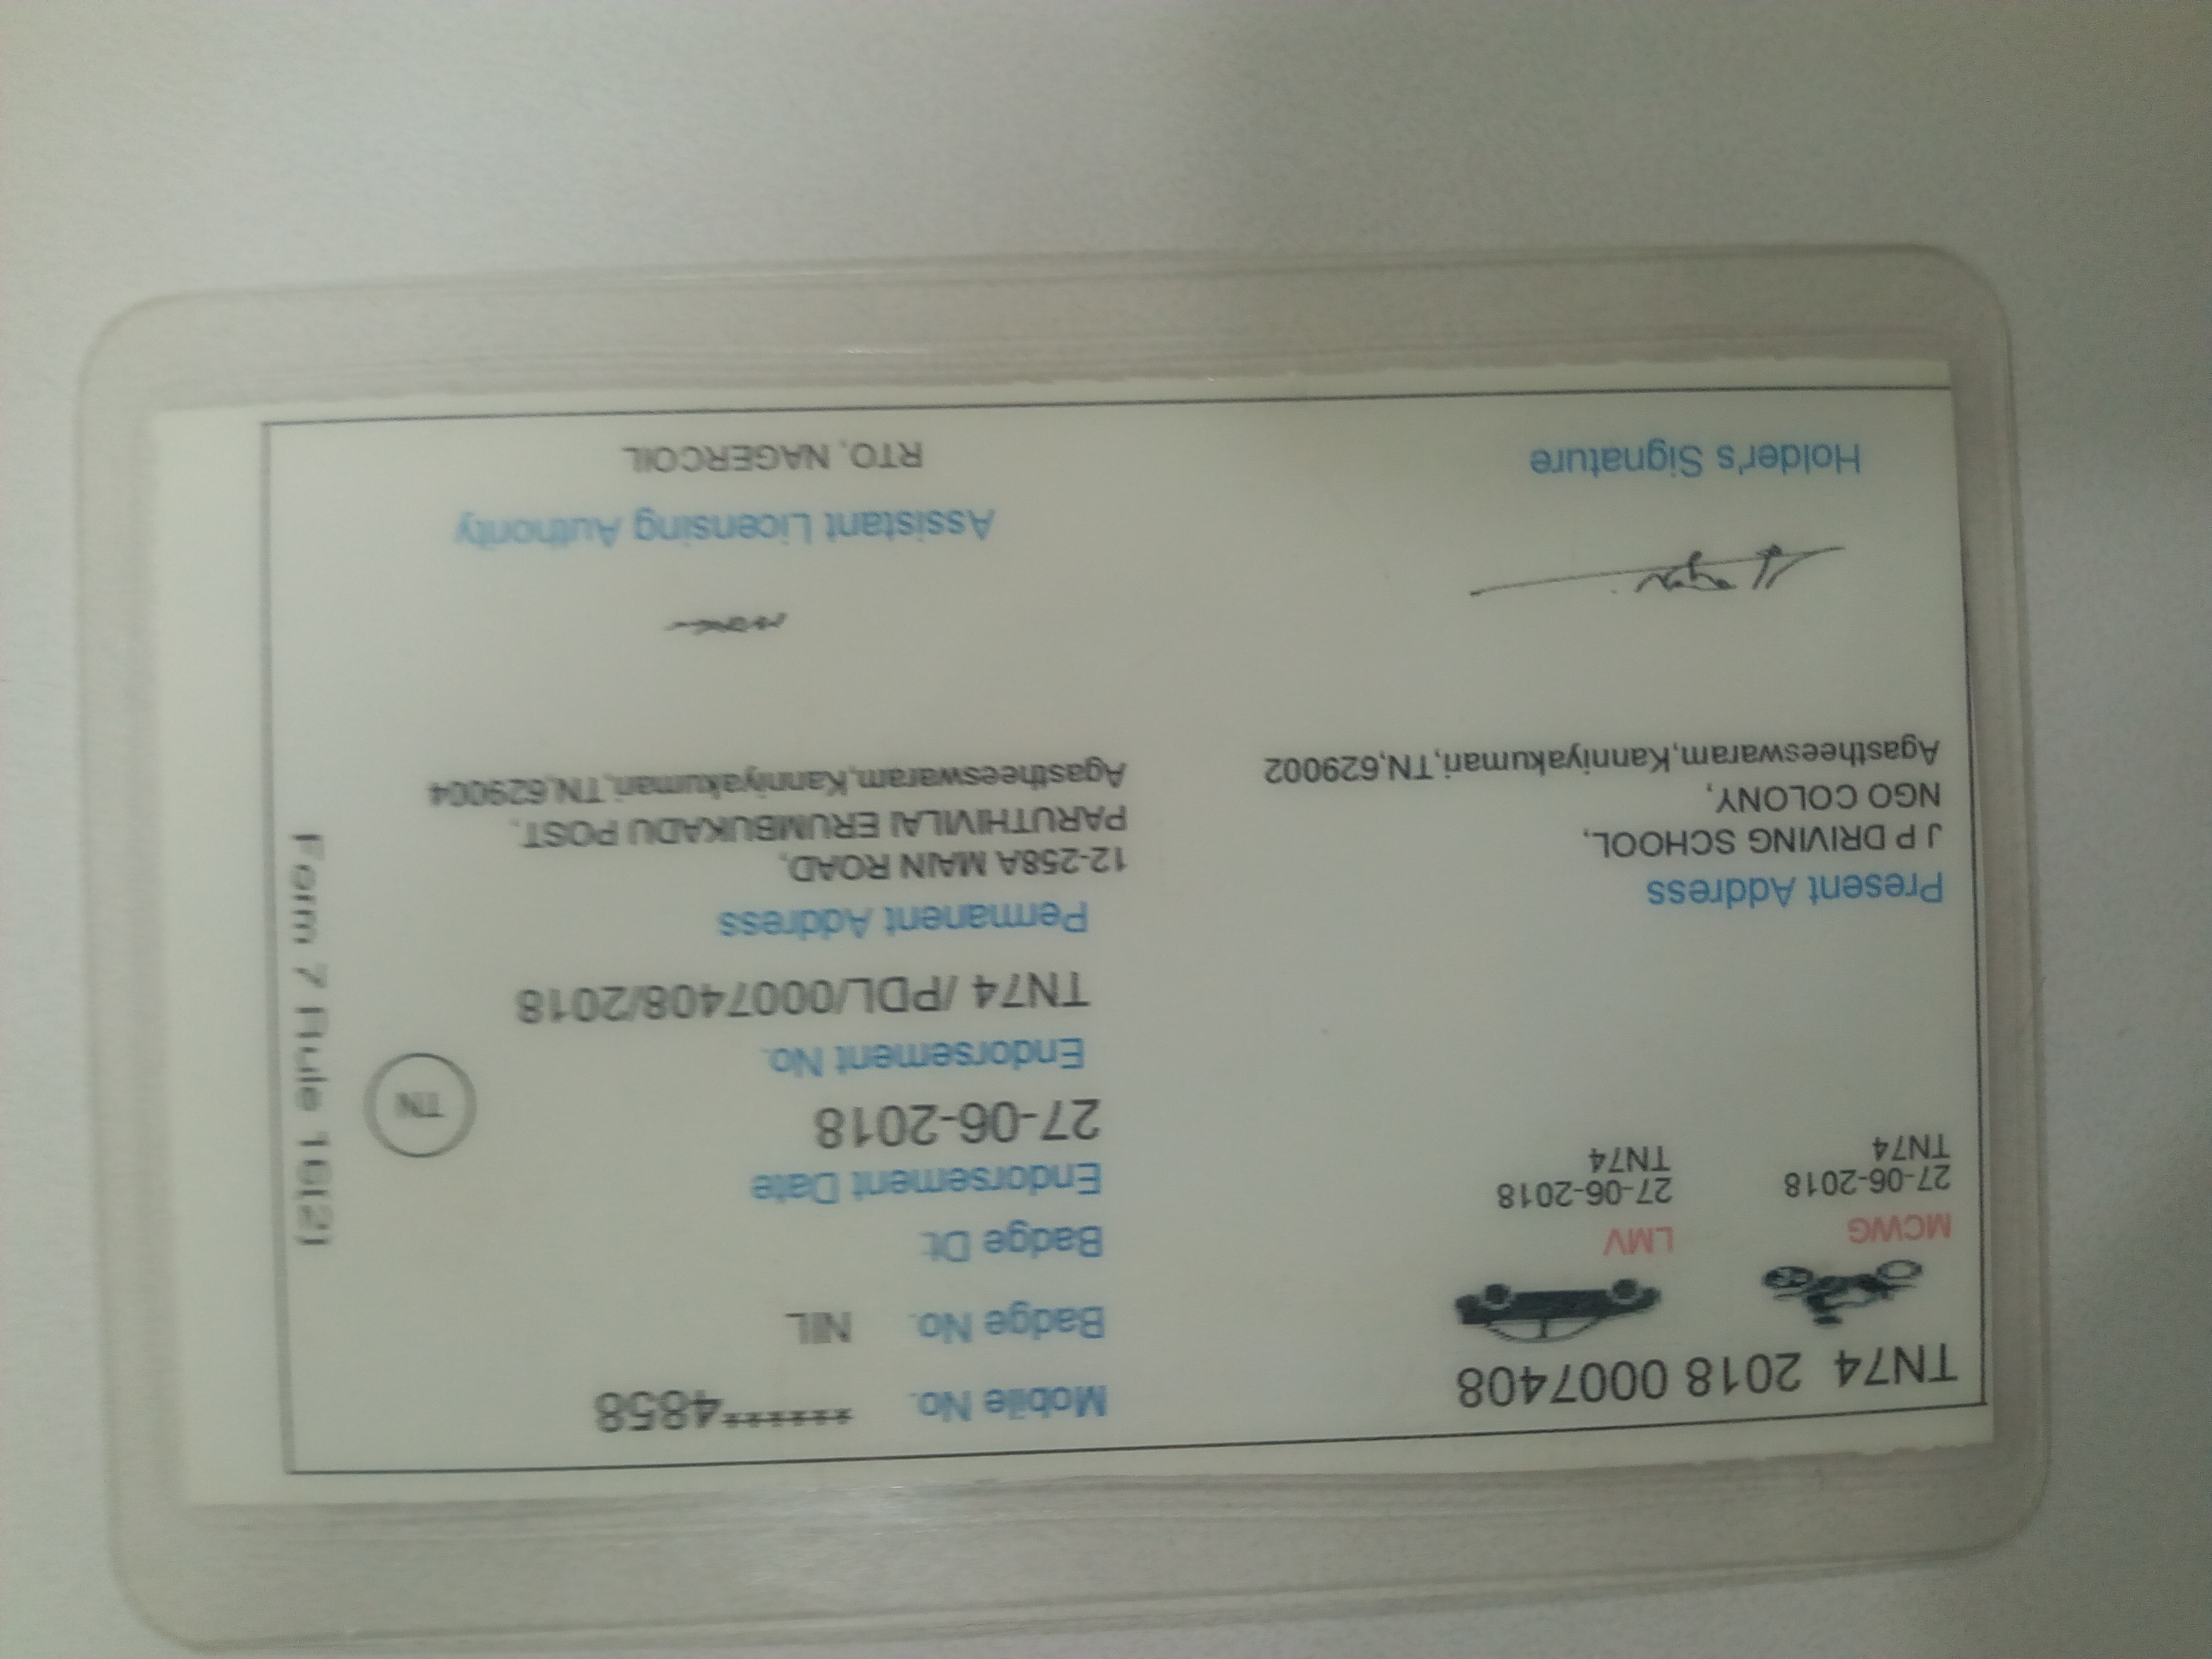 TN74 2018 0007408
MCWG
27-06-2018
TN74
LMV
27-06-2018
TN74
Present Address
J P DRIVING SCHOOL,
NGO COLONY,
Agastheeswaram,Kanniyakumari,TN,629002
Holder's Signature
Mobile No. ******4858
Badge No. NIL
Badge Dt.
Endorsement Date
27-06-2018
Endorsement No.
TN74 /PDL/0007408/2018
Permanent Address
12-258A MAIN ROAD,
PARUTHIVILAI ERUMBUKADU POST,
Agastheeswaram,Kanniyakumari,TN,629004
Assistant Licensing Authority
RTO, NAGERCOIL
TN
Form 7 Rule 16(2)